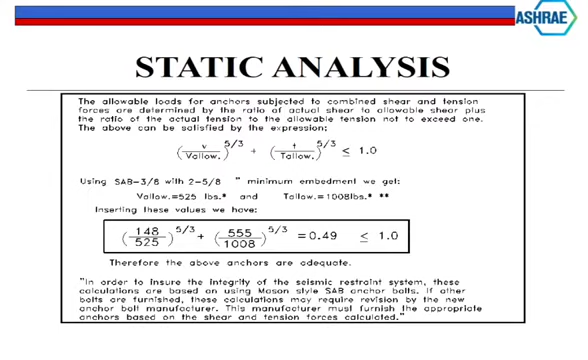 ASHRAE
STATIC ANALYSIS
The allowable loads for anchors subjected to combined shear and tension
forces are determined by the ratio of actual shear to allowable shear plus
the ratio of the actual tension to the allowable tension not to exceed one.
The above can be satisfied by the expression;
(v/Vallow.)^5/3 + (t/Tallow.)^5/3 ≤ 1.0
Using SAB-3/8 with 2-5/8 " minimum embedment we get:
Vallow.=525 lbs.* and Tallow.=1008lbs.* **
Inserting these values we have:
(148/525)^5/3 + (555/1008)^5/3 =0.49 ≤ 1.0
Therefore the above anchors are adequate.
"In order to insure the integrity of the seismic restraint system, these
calculations are based on using Mason style SAB anchor bolts. If other
bolts are furnished, these calculations may require revision by the new
anchor bolt manufacturer. This manufacturer must furnish the appropriate
anchors based on the shear and tension forces calculated."